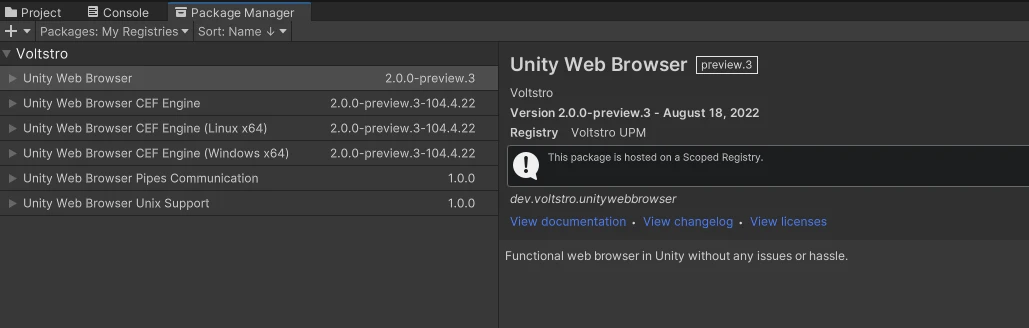 Project
Console
Package Manager
+ Packages: My Registries Sort: Name ↓
Voltstro
Unity Web Browser 2.0.0-preview.3
Unity Web Browser CEF Engine 2.0.0-preview.3-104.4.22
Unity Web Browser CEF Engine (Linux x64) 2.0.0-preview.3-104.4.22
Unity Web Browser CEF Engine (Windows x64) 2.0.0-preview.3-104.4.22
Unity Web Browser Pipes Communication 1.0.0
Unity Web Browser Unix Support 1.0.0
Unity Web Browser preview.3
Voltstro
Version 2.0.0-preview.3 - August 18, 2022
Registry Voltstro UPM
This package is hosted on a Scoped Registry.
dev.voltstro.unitywebbrowser
View documentation • View changelog • View licenses
Functional web browser in Unity without any issues or hassle.